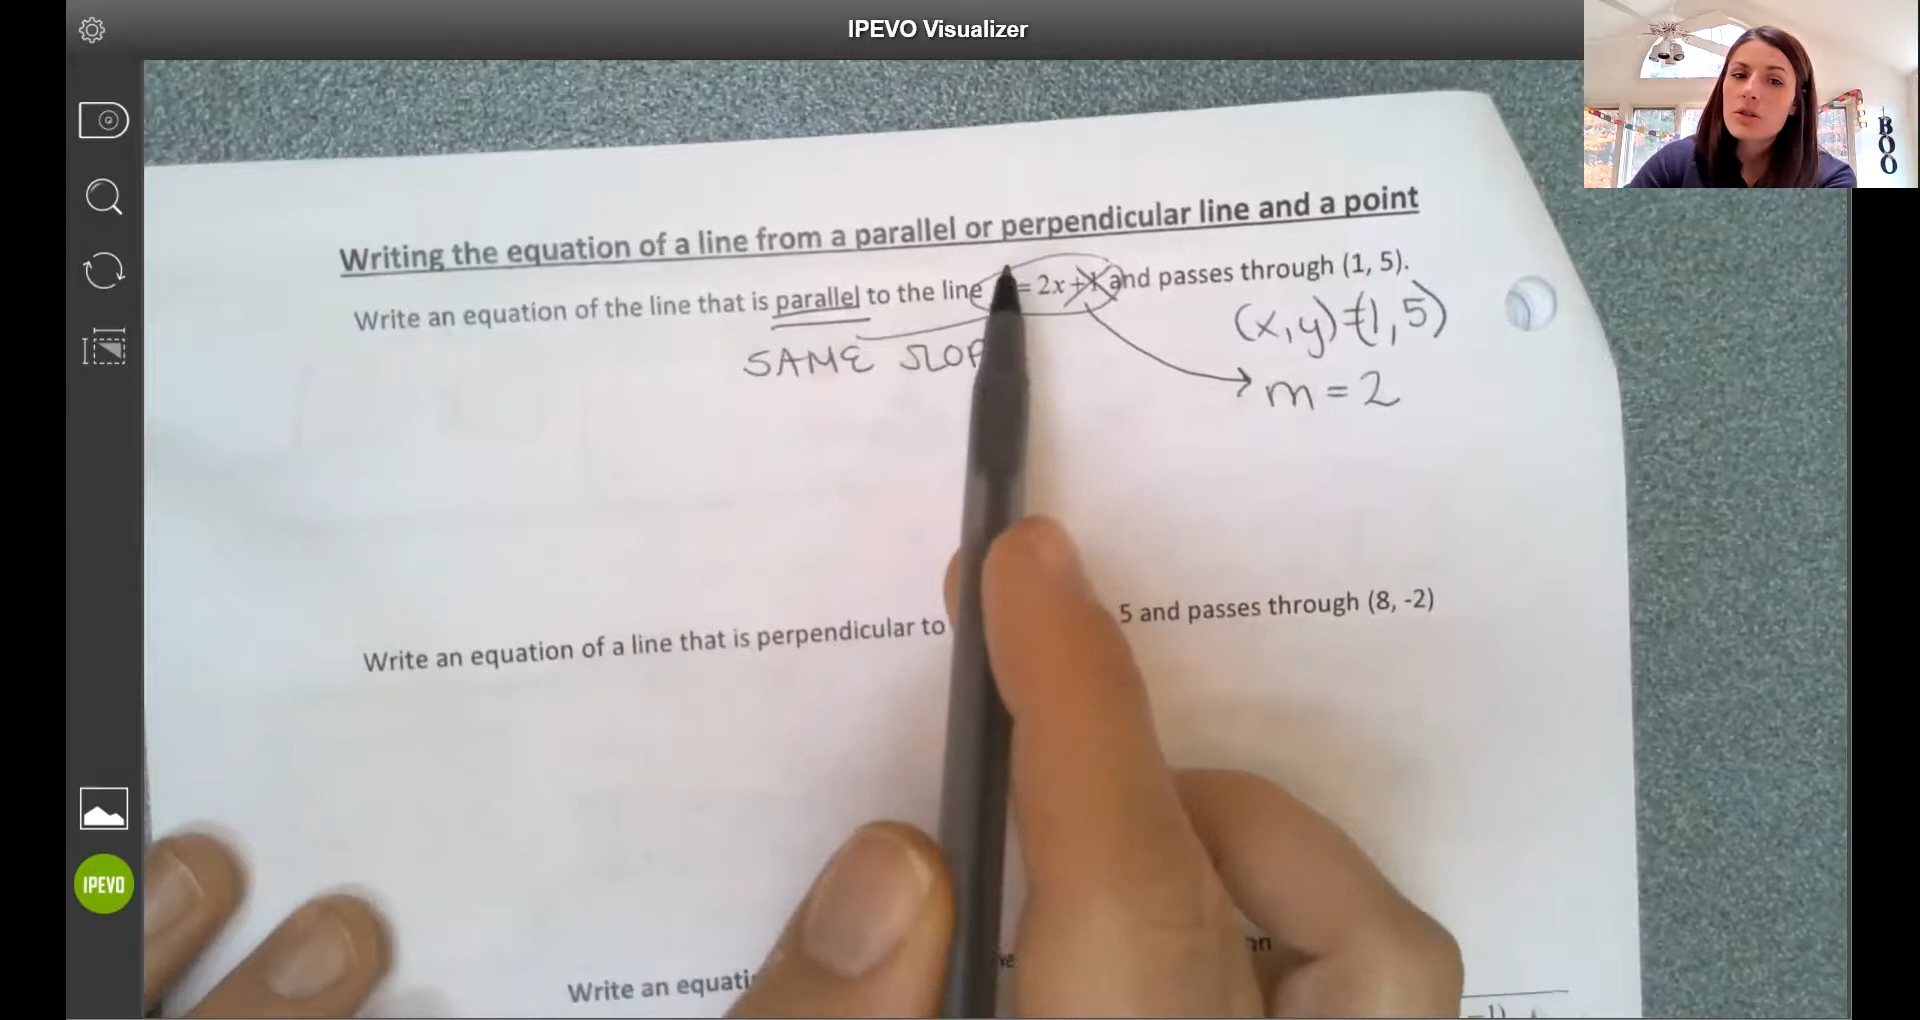 IPEVO Visualizer
BOO
Writing the equation of a line from a parallel or perpendicular line and a point
Write an equation of the line that is parallel to the line = 2x + and passes through (1, 5).
(x, y) = (1, 5)
SAME SLOP
m = 2
Write an equation of a line that is perpendicular to 5 and passes through (8, -2)
IPEVO
Write an equati